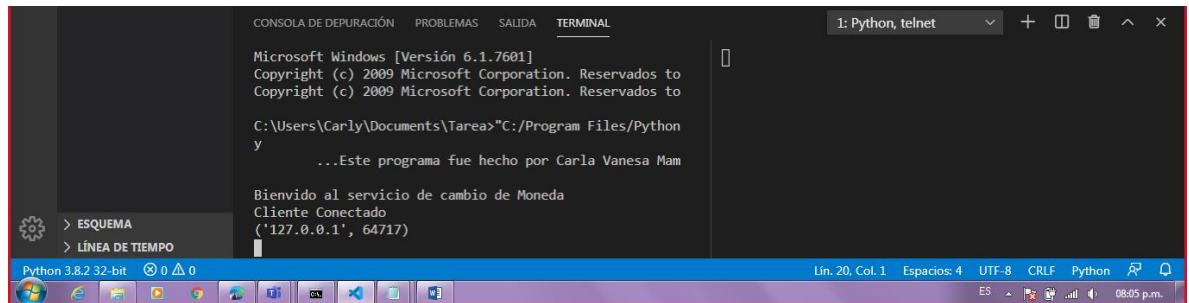 CONSOLA DE DEPURACIÓN PROBLEMAS SALIDA TERMINAL 1: Python, telnet
Microsoft Windows [Versión 6.1.7601]
Copyright (c) 2009 Microsoft Corporation. Reservados to
Copyright (c) 2009 Microsoft Corporation. Reservados to
C:\Users\Carly\Documents\Tarea>"C:/Program Files/Python
y
...Este programa fue hecho por Carla Vanesa Mam
Bienvido al servicio de cambio de Moneda
Cliente Conectado
('127.0.0.1', 64717)
> ESQUEMA
> LÍNEA DE TIEMPO
Python 3.8.2 32-bit 0 0 Lín. 20, Col. 1 Espacios: 4 UTF-8 CRLF Python
ES 08:05 p.m.